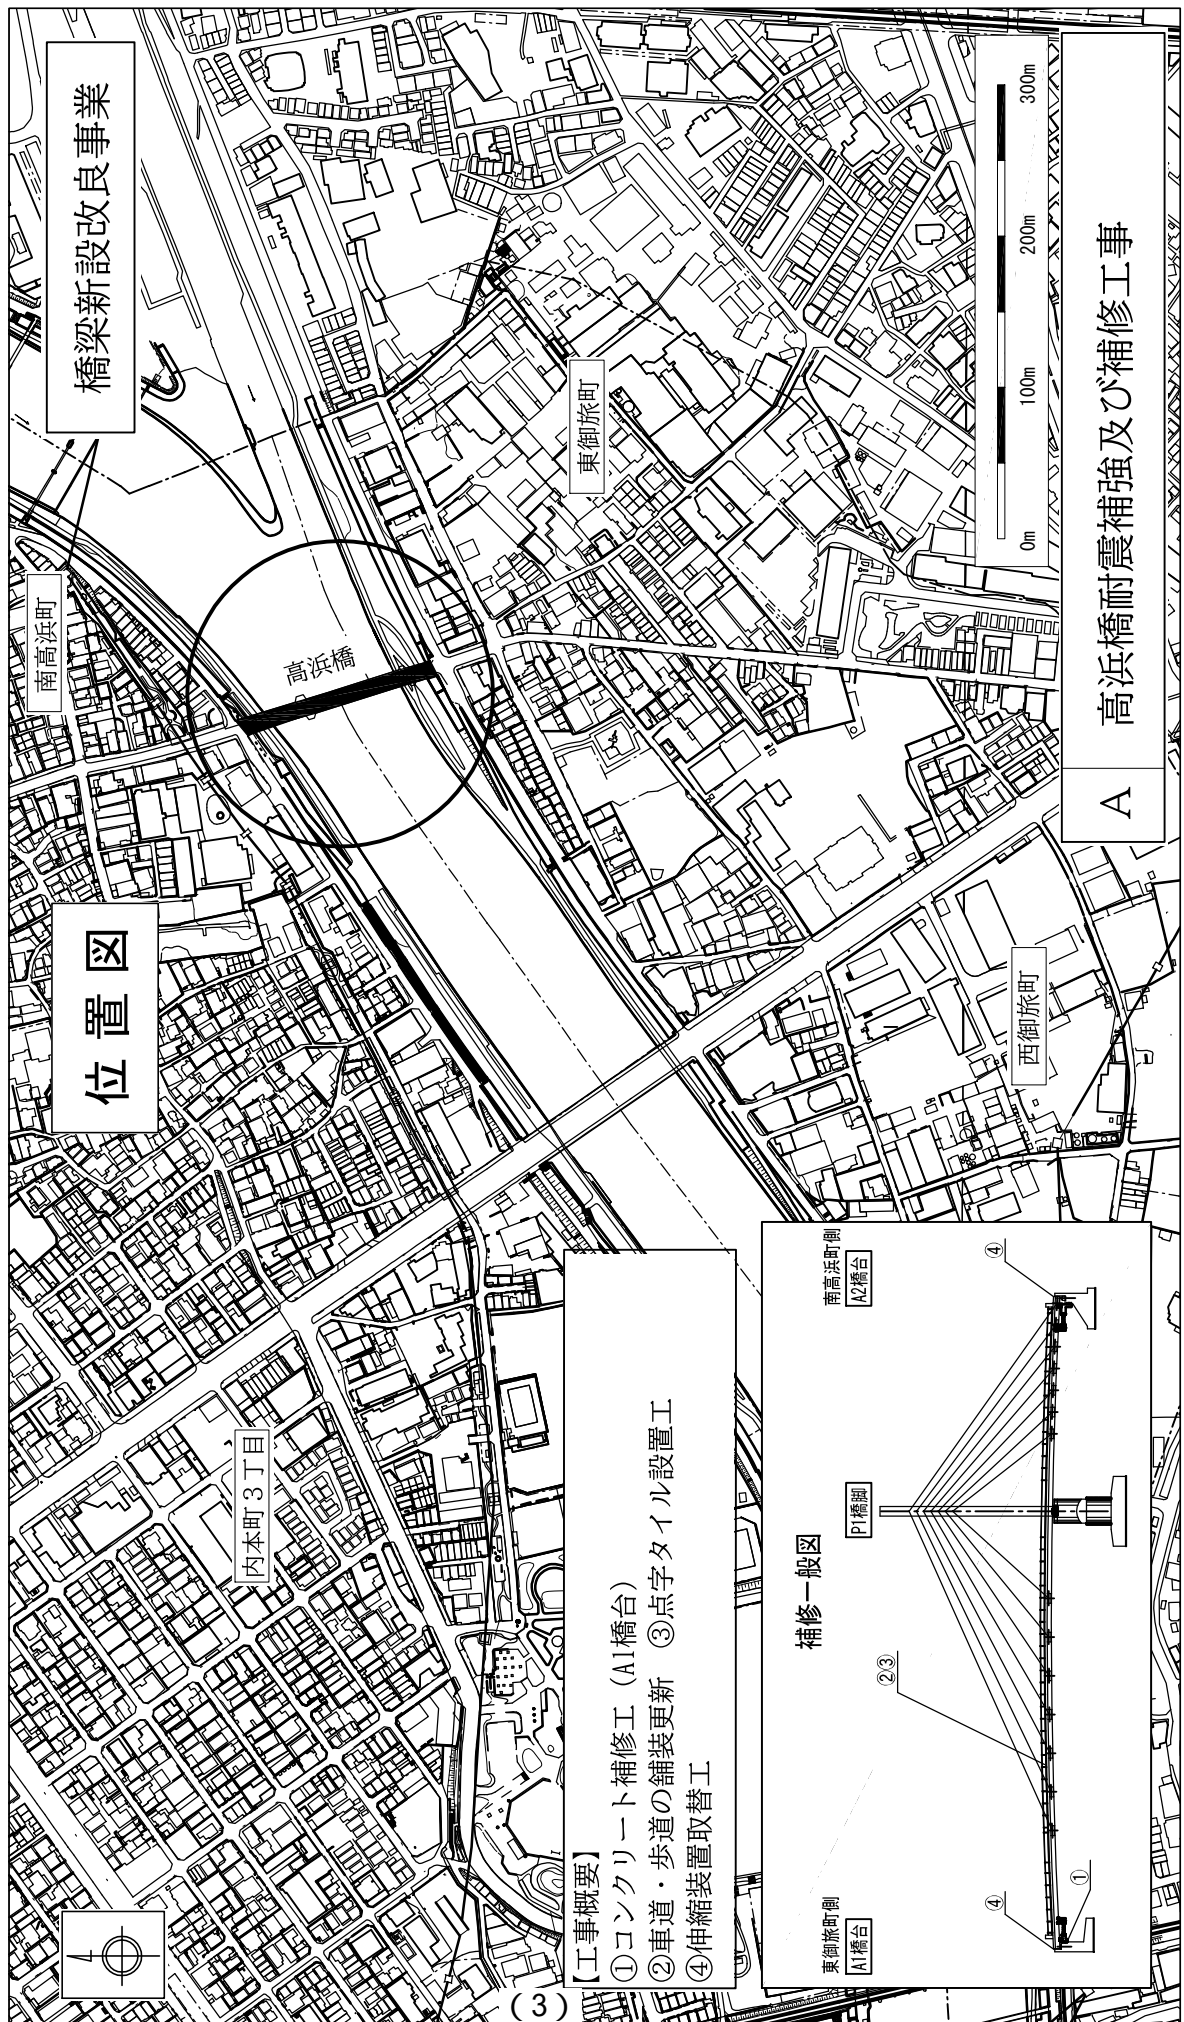 橋梁新設改良事業
位置図
南高浜町
高浜橋
東御旅町
西御旅町
内本町3丁目
0m 100m 200m 300m
A 高浜橋耐震補強及び補修工事
【工事概要】
①コンクリート補修工（A1橋台）
②車道・歩道の舗装更新 ③点字タイル設置工
④伸縮装置取替工
補修一般図
東御旅町側
A1橋台
P1橋脚
南高浜町側
A2橋台
②③
④
④
①
(3)